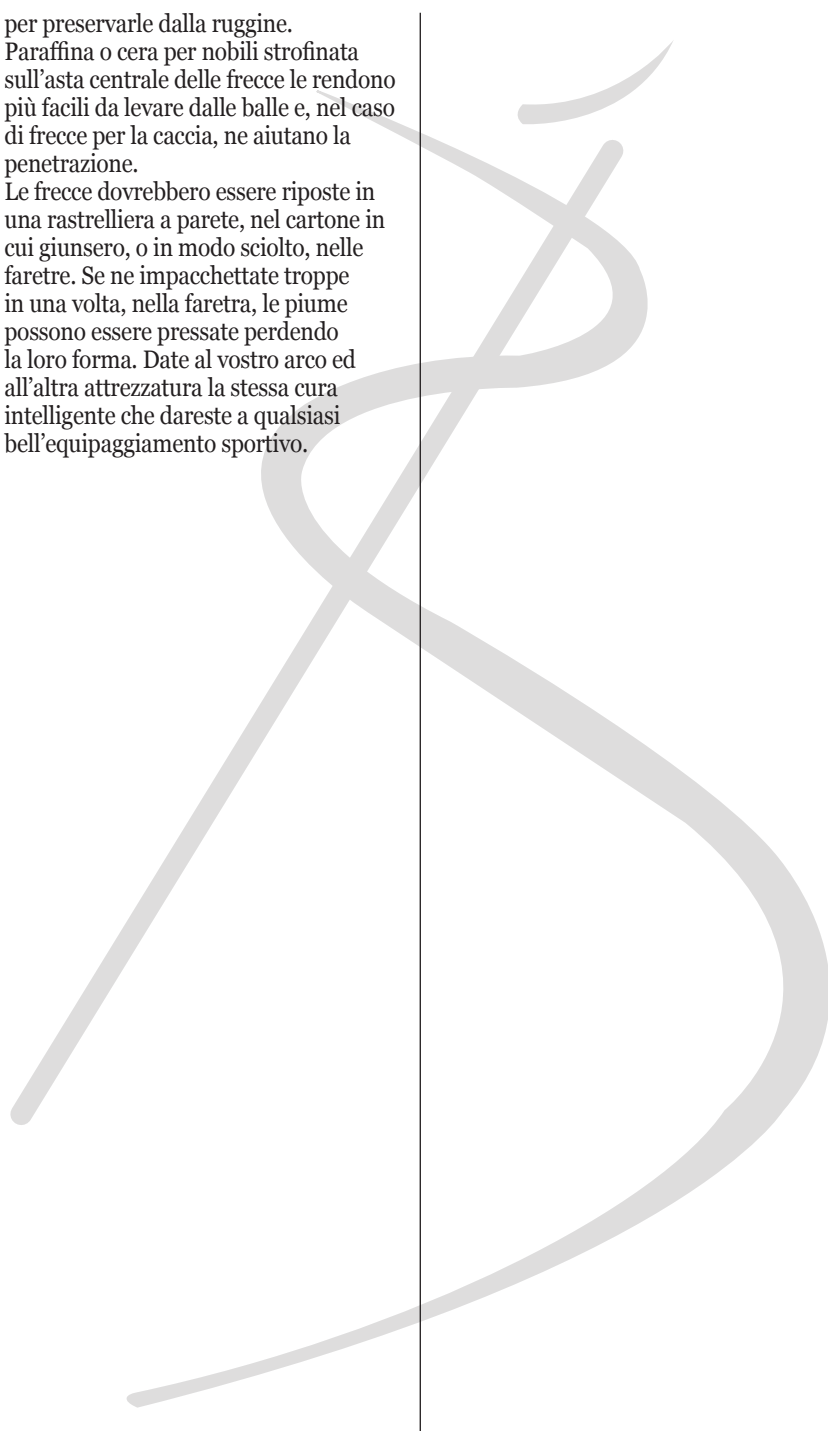 per preservarle dalla ruggine.
Paraffina o cera per nobili strofinata
sull’asta centrale delle frecce le rendono
più facili da levare dalle balle e, nel caso
di frecce per la caccia, ne aiutano la
penetrazione.
Le frecce dovrebbero essere riposte in
una rastrelliera a parete, nel cartone in
cui giunsero, o in modo sciolto, nelle
faretre. Se ne impacchettate troppe
in una volta, nella faretra, le piume
possono essere pressate perdendo
la loro forma. Date al vostro arco ed
all’altra attrezzatura la stessa cura
intelligente che dareste a qualsiasi
bell’equipaggiamento sportivo.